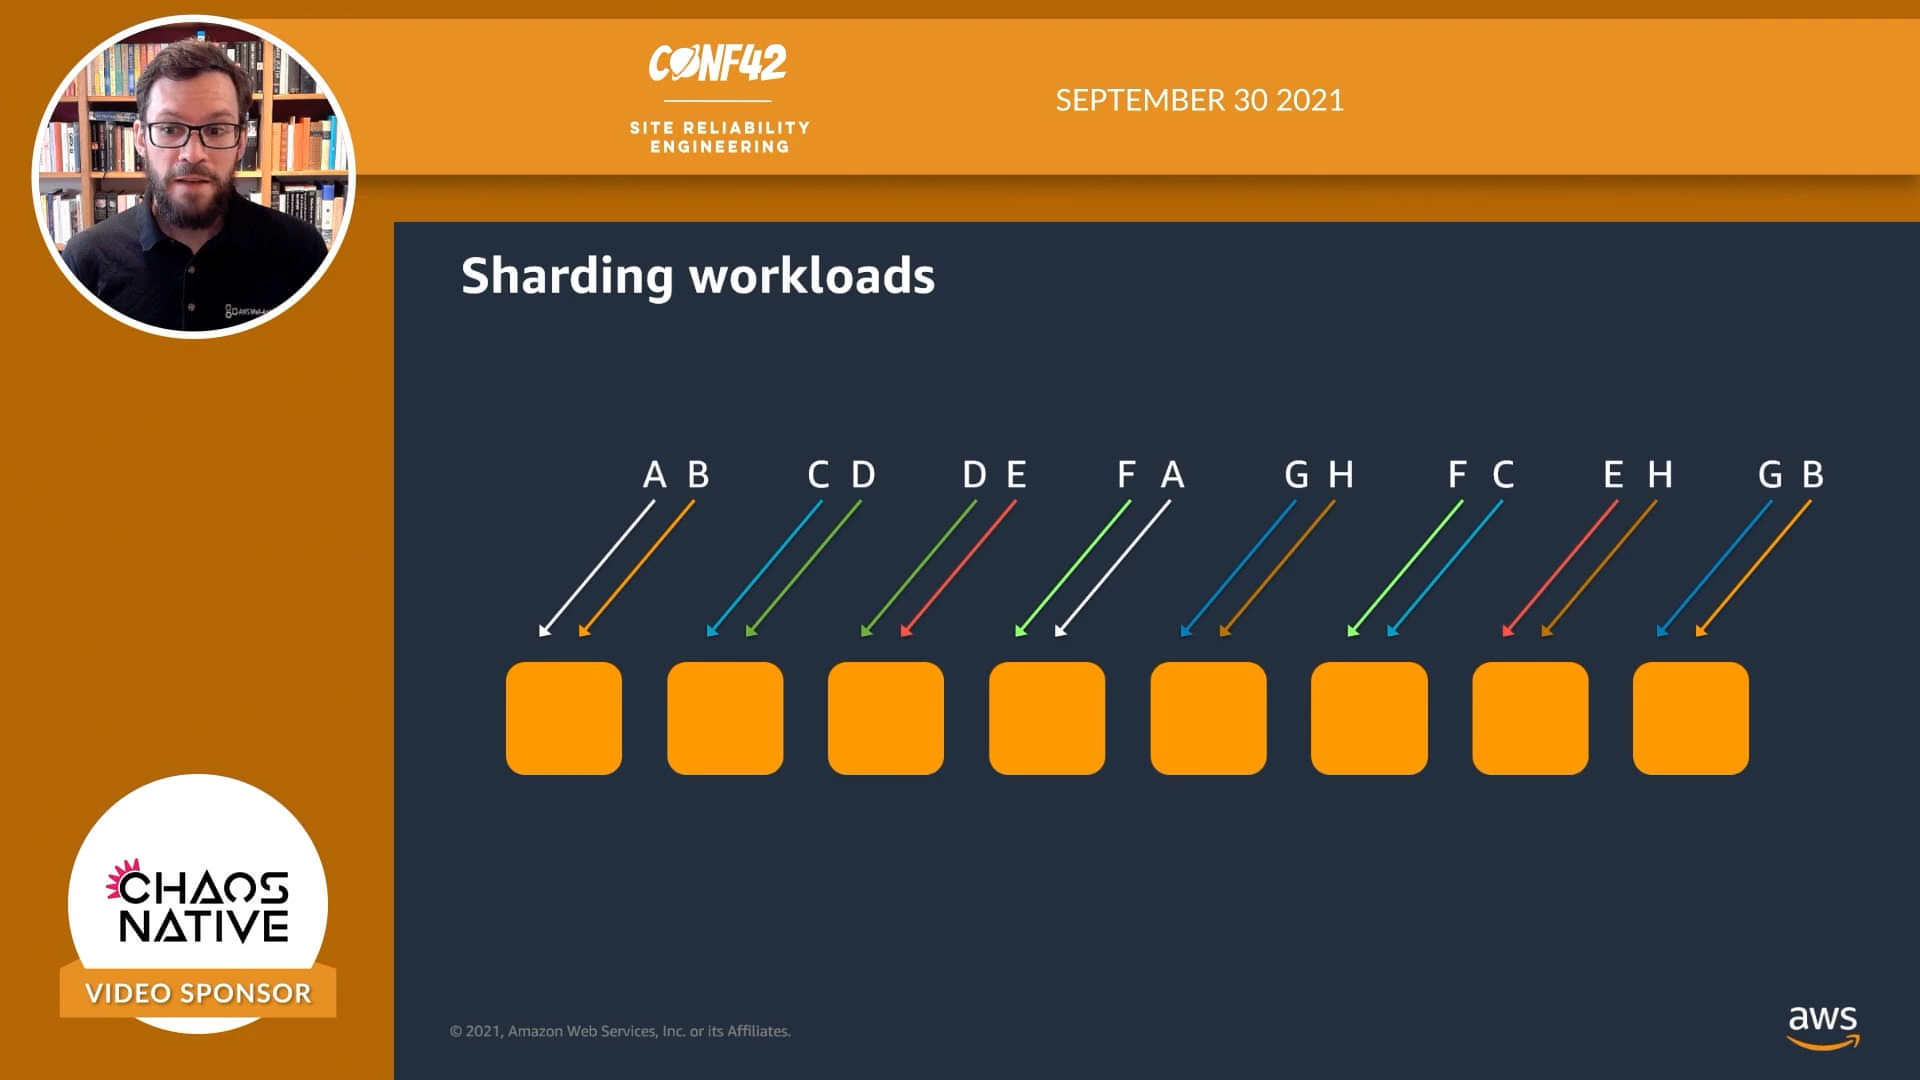 CONF42
SITE RELIABILITY
ENGINEERING
SEPTEMBER 30 2021
Sharding workloads
A B C D D E F A G H F C E H G B
CHAOS
NATIVE
VIDEO SPONSOR
© 2021, Amazon Web Services, Inc. or its Affiliates.
aws